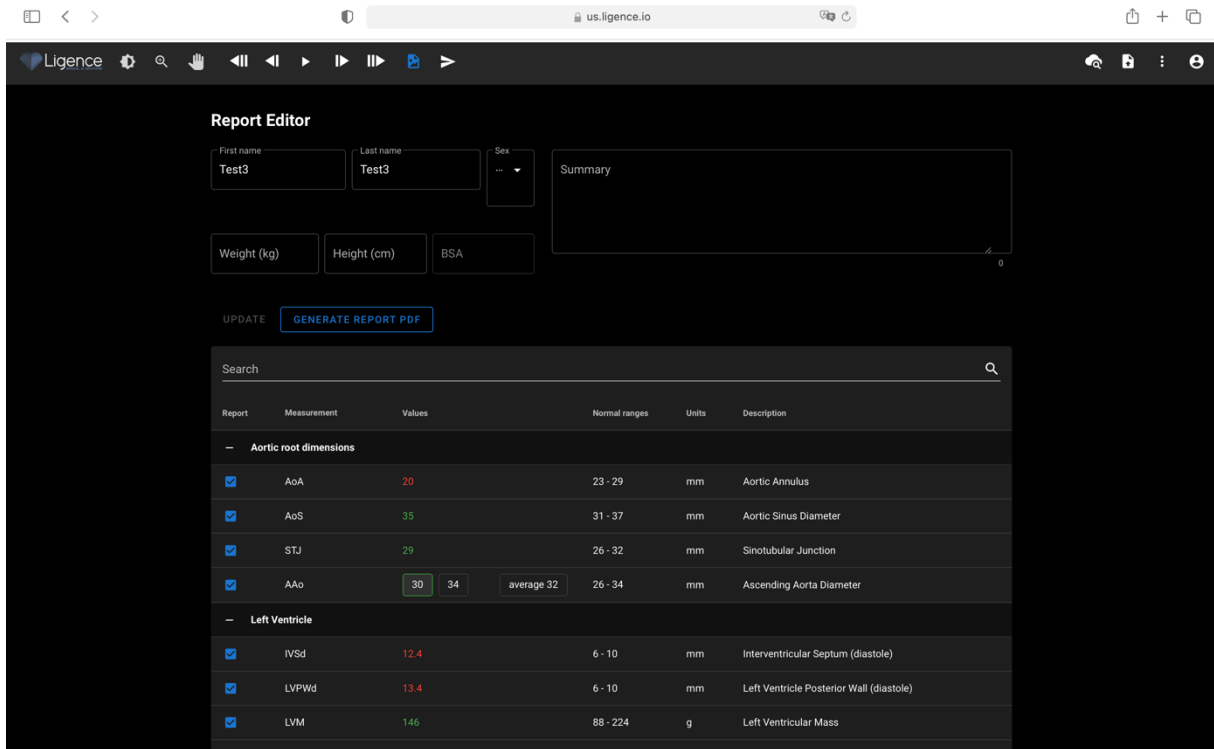 us.ligence.io
Ligence
Report Editor
First name
Test3
Last name
Test3
Sex
...
Summary
Weight (kg)
Height (cm)
BSA
0
UPDATE
GENERATE REPORT PDF
Search
Report Measurement Values Normal ranges Units Description
Aortic root dimensions
AoA 20 23 - 29 mm Aortic Annulus
AoS 35 31 - 37 mm Aortic Sinus Diameter
STJ 29 26 - 32 mm Sinotubular Junction
AAo 30 34 average 32 26 - 34 mm Ascending Aorta Diameter
Left Ventricle
IVSd 12.4 6 - 10 mm Interventricular Septum (diastole)
LVPWd 13.4 6 - 10 mm Left Ventricle Posterior Wall (diastole)
LVM 146 88 - 224 g Left Ventricular Mass